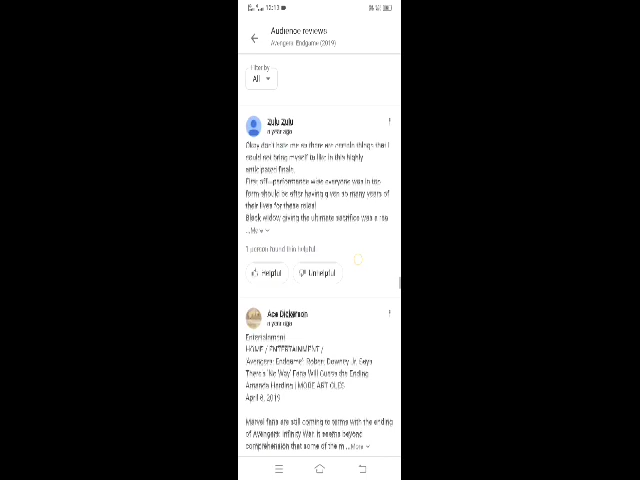 12:13
Audience reviews
Avengers: Endgame (2019)
Filter by
All
Zulu Zulu
a year ago
Okay don't hate me so there are certain things that I
could not bring myself to like in this highly
anticipated finale.
First off—performance wise everyone was in top
form should be after having given so many years of
their lives for these roles!
Black widow giving the ultimate sacrifice was a rea
...More
1 person found this helpful
Helpful
Unhelpful
Ace Dickerson
a year ago
Entertainment
HOME / ENTERTAINMENT /
'Avengers: Endgame': Robert Downey Jr. Says
There's 'No Way' Fans Will Guess the Ending
Amanda Harding | MORE ARTICLES
April 8, 2019
Marvel fans are still coming to terms with the ending
of Avengers: Infinity War. It seems beyond
comprehension that some of the m ...More